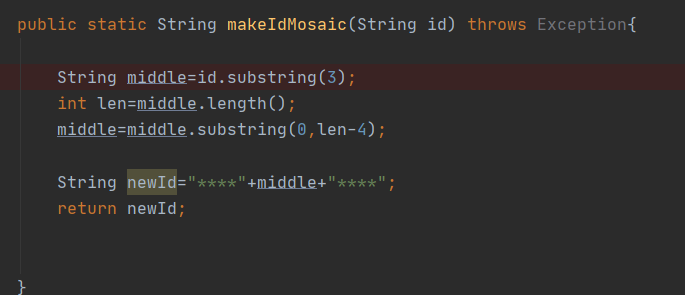 public static String makeIdMosaic(String id) throws Exception{
String middle=id.substring(3);
int len=middle.length();
middle=middle.substring(0,len-4);
String newId="****"+middle+"****";
return newId;
}